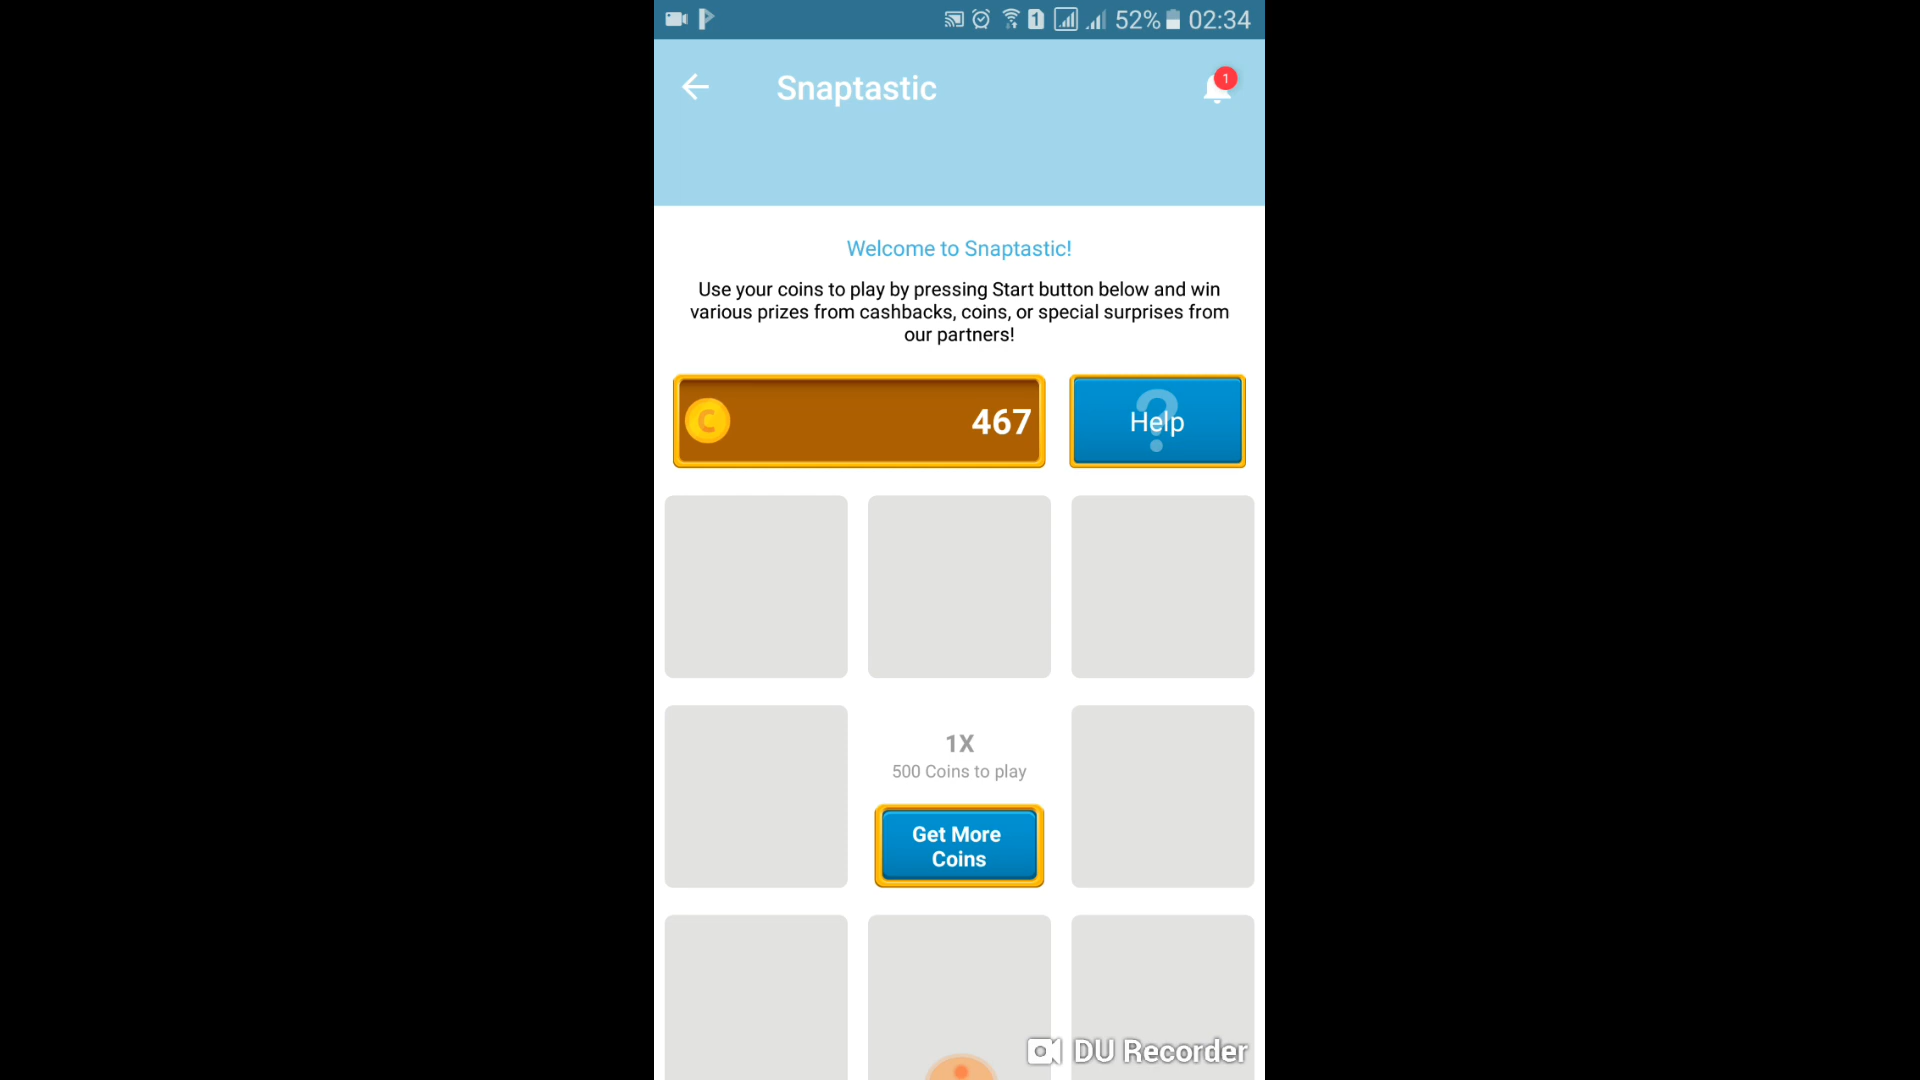 1 52% 02:34
Snaptastic
1
Welcome to Snaptastic!
Use your coins to play by pressing Start button below and win
various prizes from cashbacks, coins, or special surprises from
our partners!
C 467
? Help
1X
500 Coins to play
Get More
Coins
DU Recorder